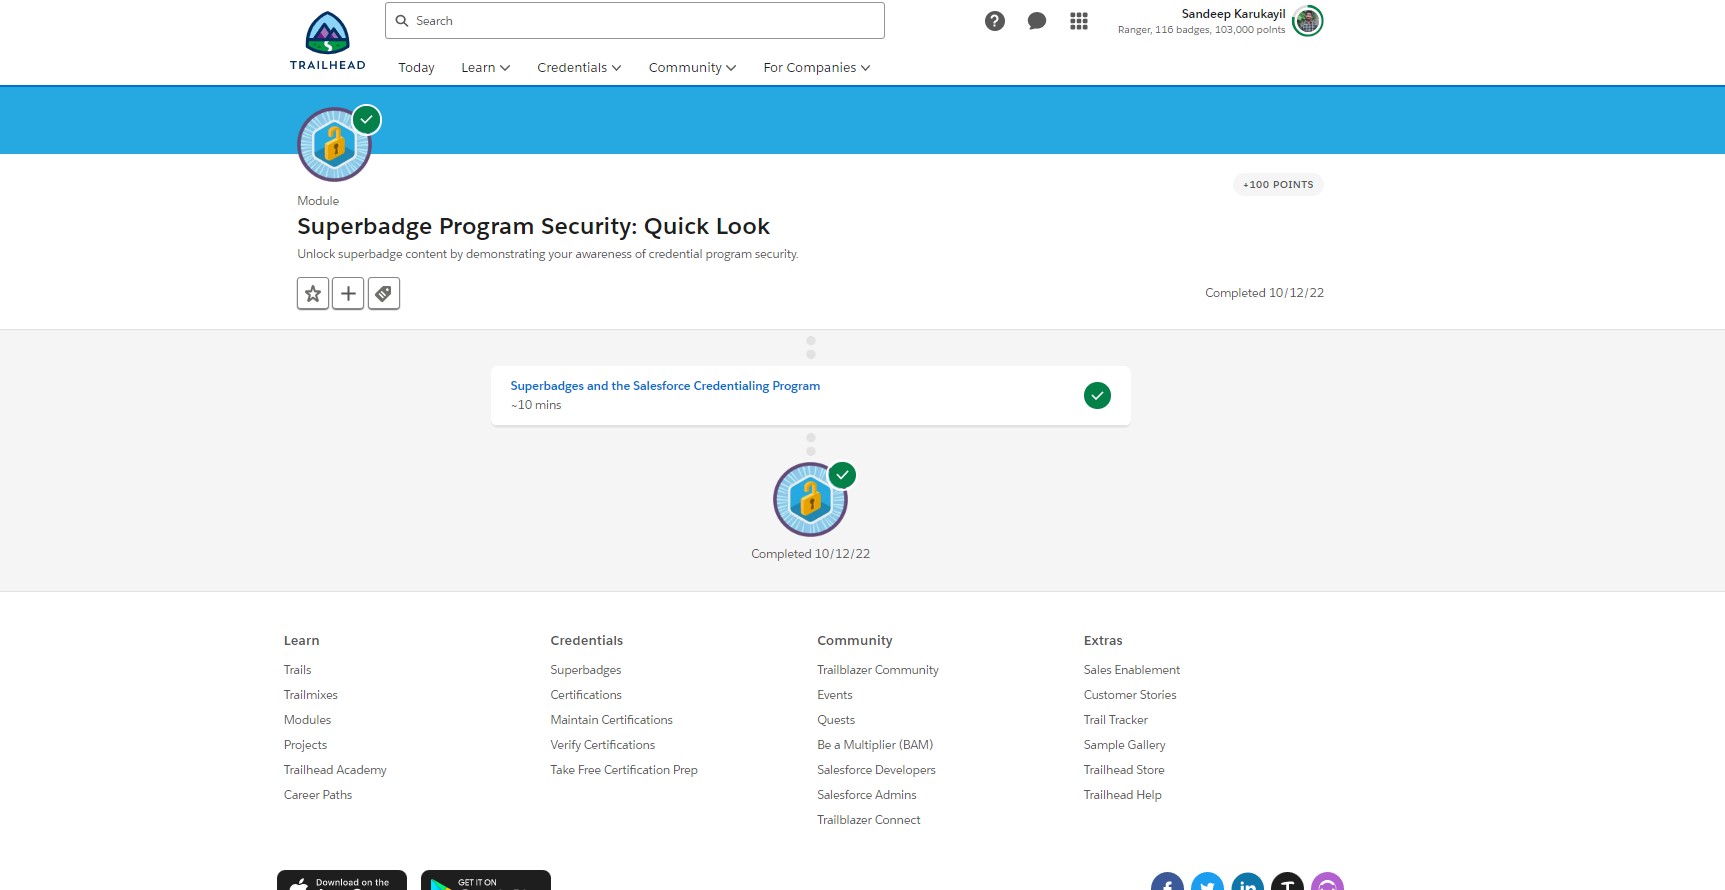 Search
Sandeep Karukayil
Ranger, 116 badges, 103,000 points
TRAILHEAD
Today
Learn
Credentials
Community
For Companies
+100 POINTS
Module
Superbadge Program Security: Quick Look
Unlock superbadge content by demonstrating your awareness of credential program security.
Completed 10/12/22
Superbadges and the Salesforce Credentialing Program
~10 mins
Completed 10/12/22
Learn
Trails
Trailmixes
Modules
Projects
Trailhead Academy
Career Paths
Credentials
Superbadges
Certifications
Maintain Certifications
Verify Certifications
Take Free Certification Prep
Community
Trailblazer Community
Events
Quests
Be a Multiplier (BAM)
Salesforce Developers
Salesforce Admins
Trailblazer Connect
Extras
Sales Enablement
Customer Stories
Trail Tracker
Sample Gallery
Trailhead Store
Trailhead Help
Download on the
GET IT ON